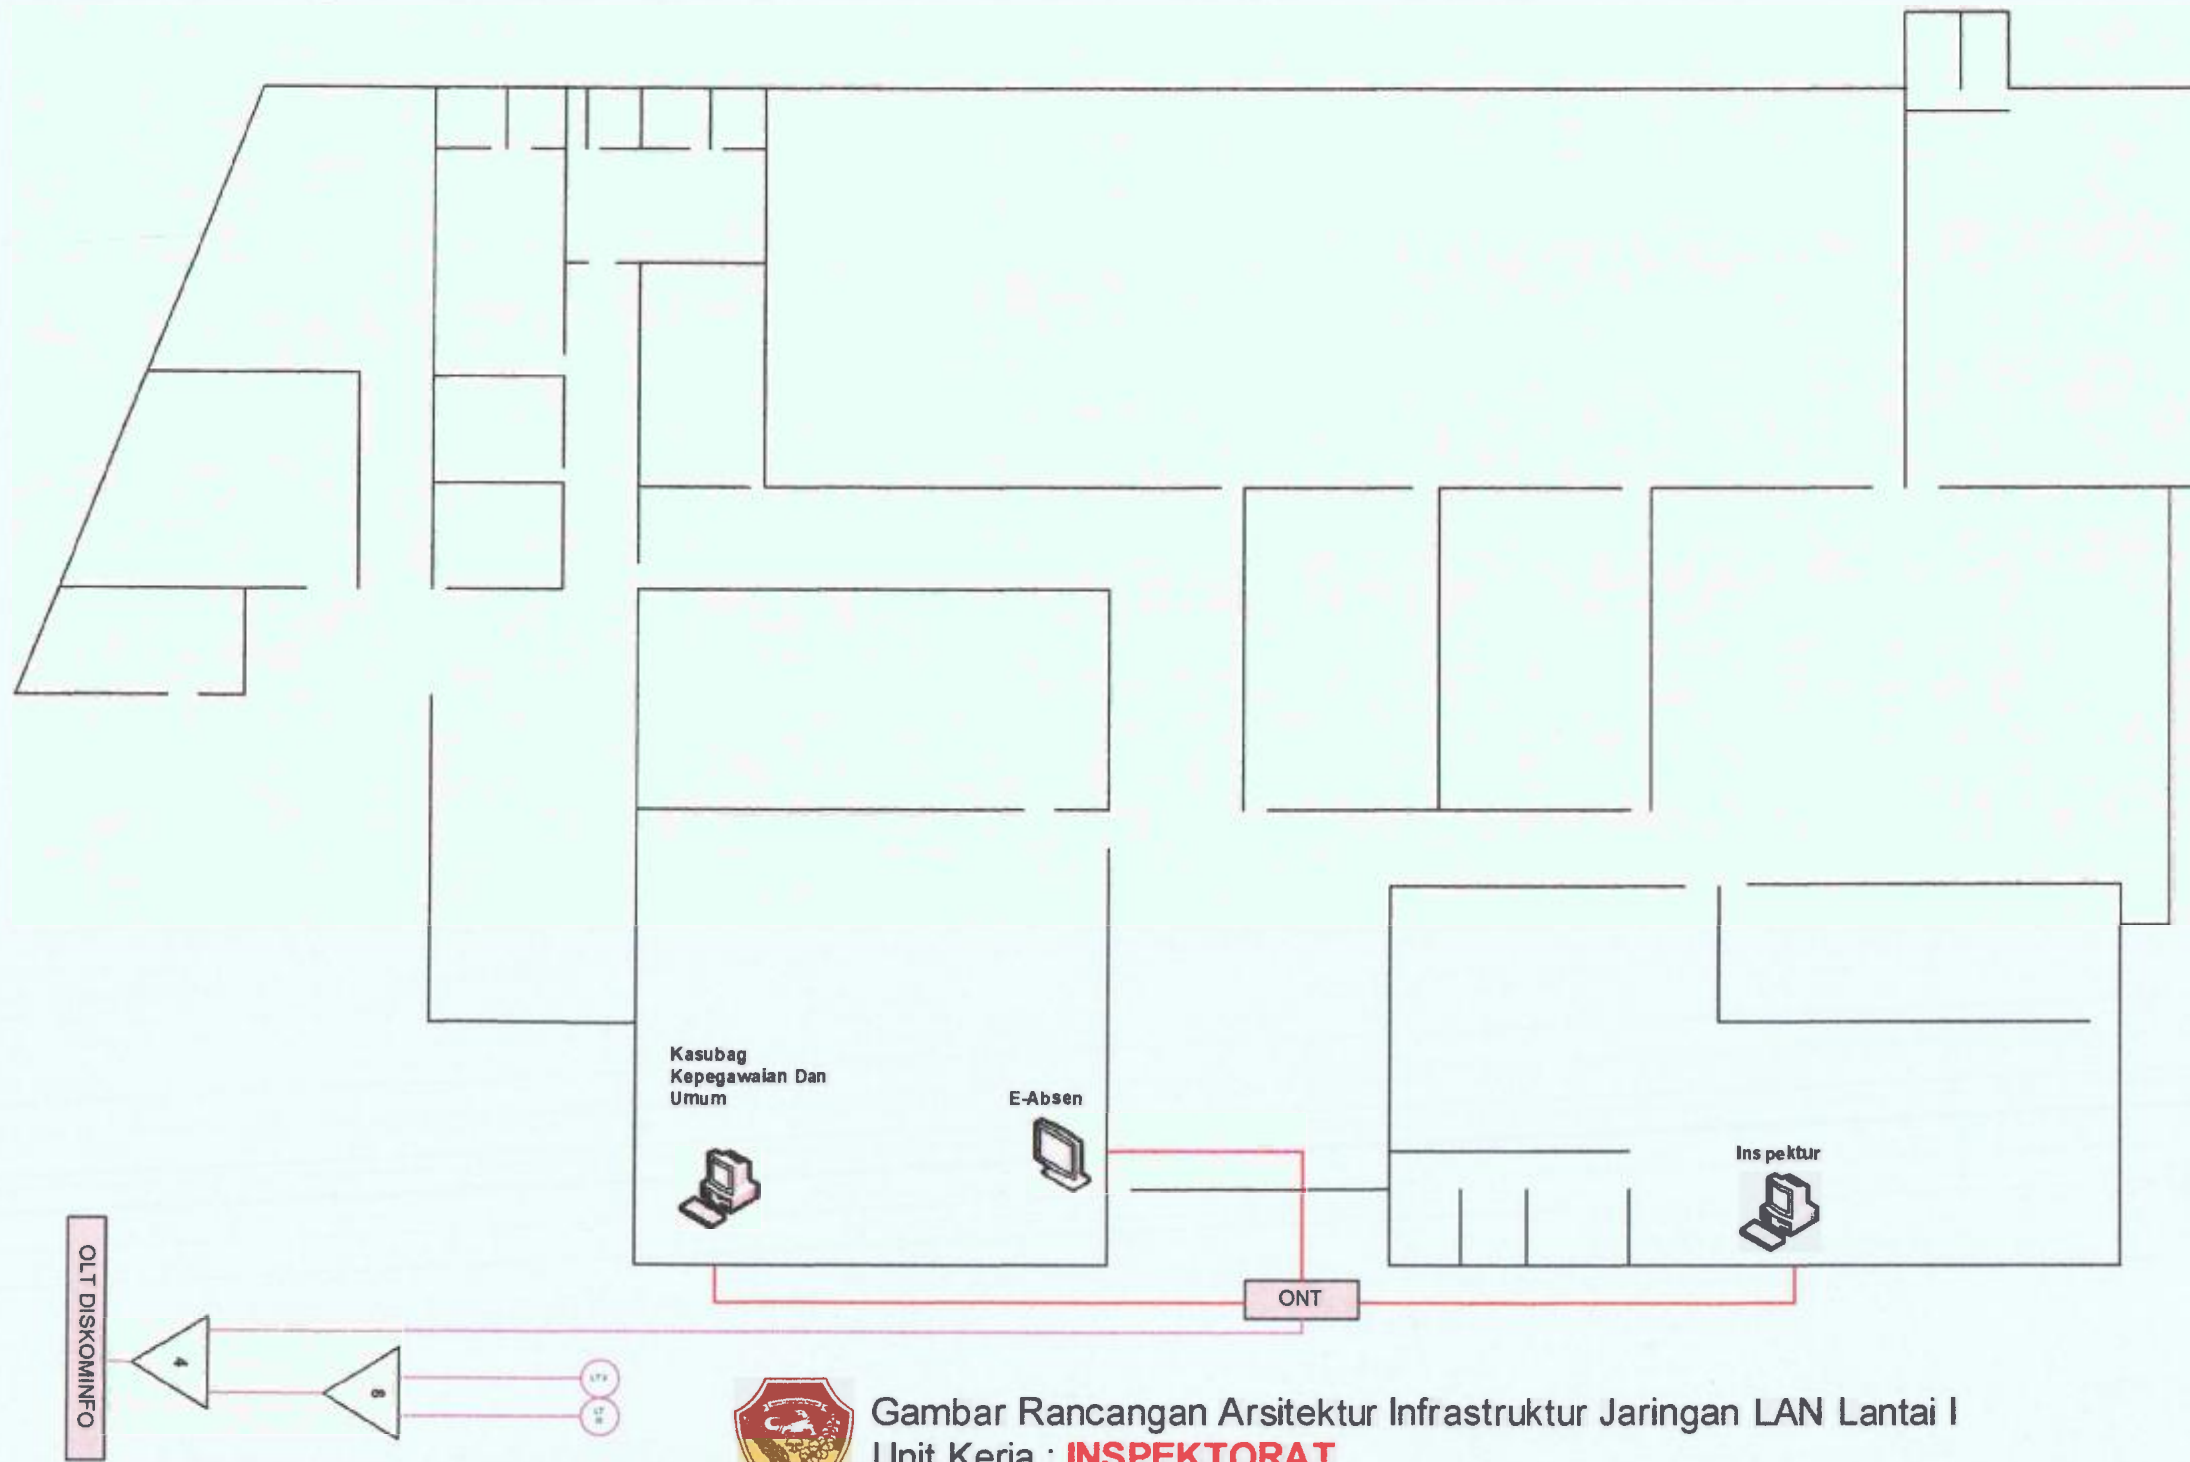 Kasubag
Kepegawaian Dan
Umum
E-Absen
Inspektur
ONT
OLT DISKOMINFO
4
8
LT
Gambar Rancangan Arsitektur Infrastruktur Jaringan LAN Lantai I
Unit Kerja : INSPEKTORAT